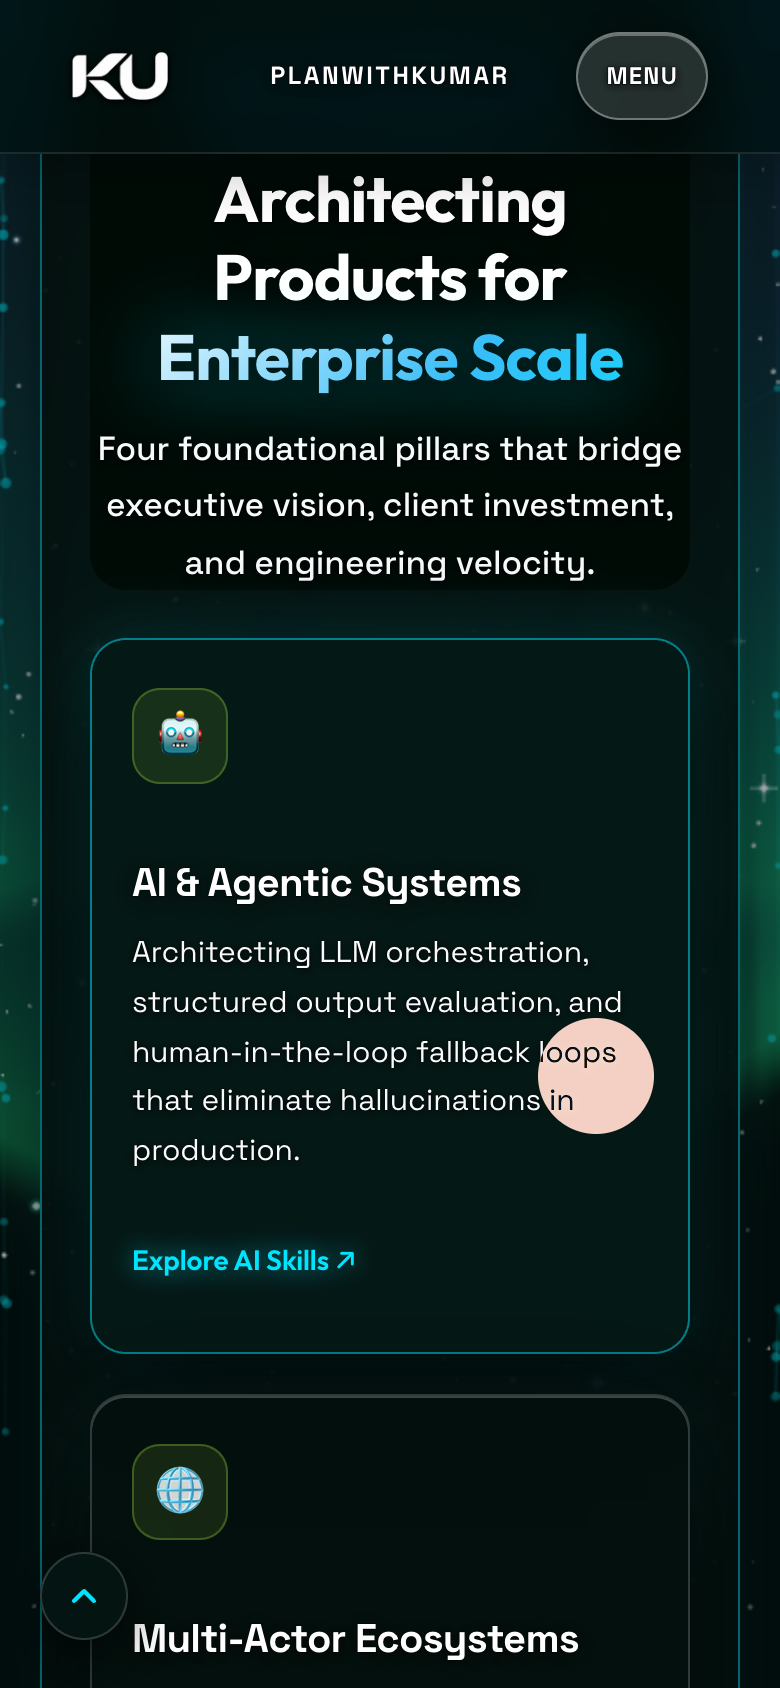 KU
PLANWITHKUMAR
MENU
Architecting
Products for
Enterprise Scale
Four foundational pillars that bridge
executive vision, client investment,
and engineering velocity.
AI & Agentic Systems
Architecting LLM orchestration,
structured output evaluation, and
human-in-the-loop fallback loops
that eliminate hallucinations in
production.
Explore AI Skills ↗
Multi-Actor Ecosystems